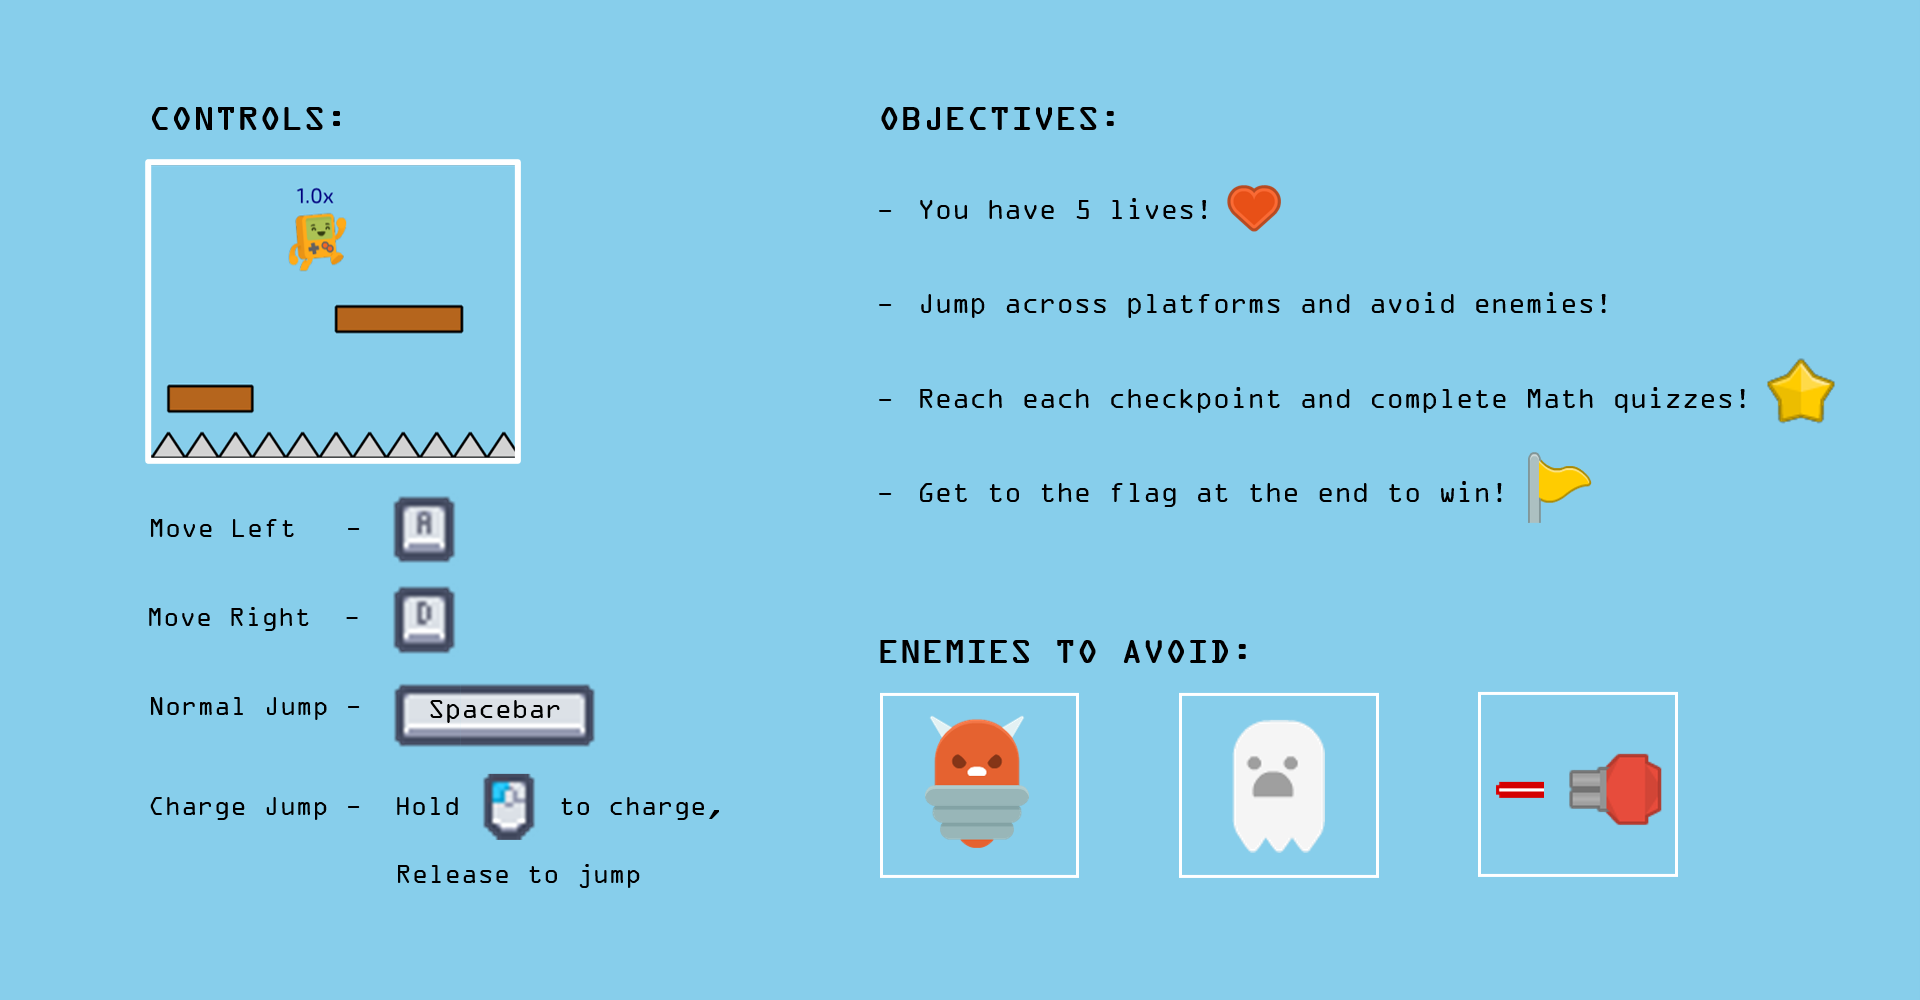 CONTROLS:
1.0x
Move Left - A
Move Right - D
Normal Jump - Spacebar
Charge Jump - Hold to charge,
Release to jump
OBJECTIVES:
- You have 5 lives!
- Jump across platforms and avoid enemies!
- Reach each checkpoint and complete Math quizzes!
- Get to the flag at the end to win!
ENEMIES TO AVOID: